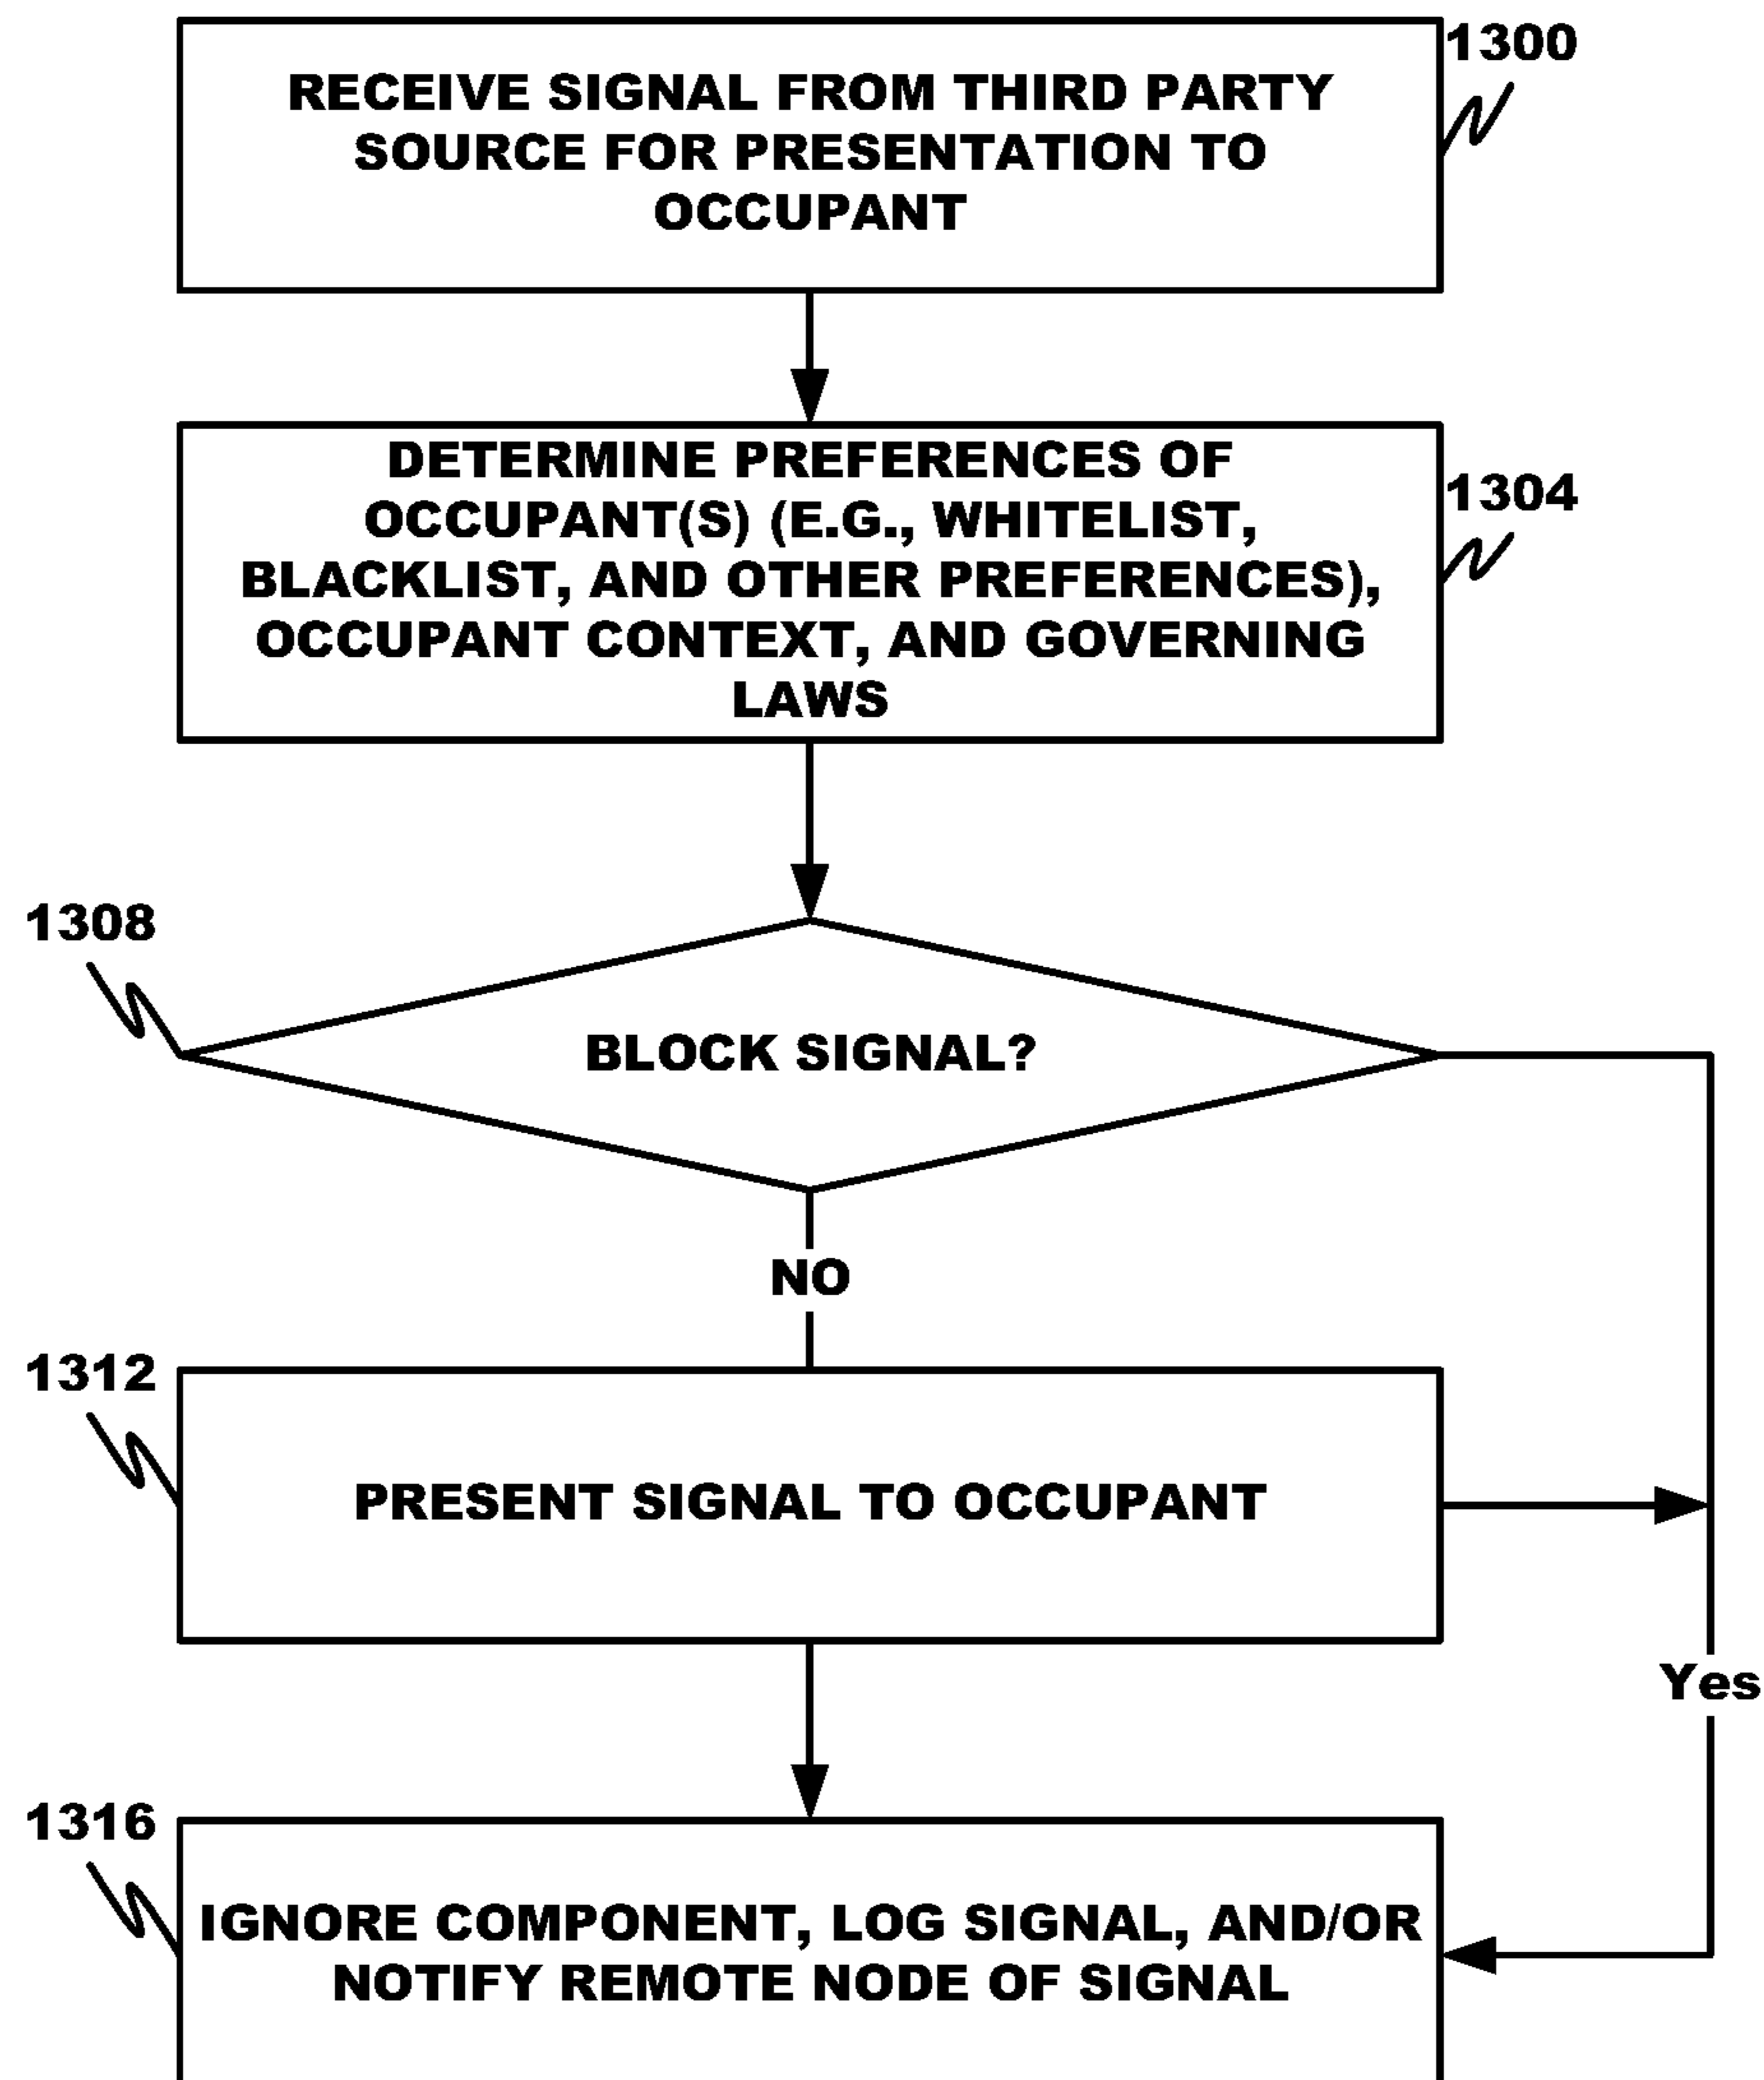 1300
RECEIVE SIGNAL FROM THIRD PARTY
SOURCE FOR PRESENTATION TO
OCCUPANT
1304
DETERMINE PREFERENCES OF
OCCUPANT(S) (E.G., WHITELIST,
BLACKLIST, AND OTHER PREFERENCES),
OCCUPANT CONTEXT, AND GOVERNING
LAWS
1308
BLOCK SIGNAL?
NO
1312
PRESENT SIGNAL TO OCCUPANT
Yes
1316
IGNORE COMPONENT, LOG SIGNAL, AND/OR
NOTIFY REMOTE NODE OF SIGNAL